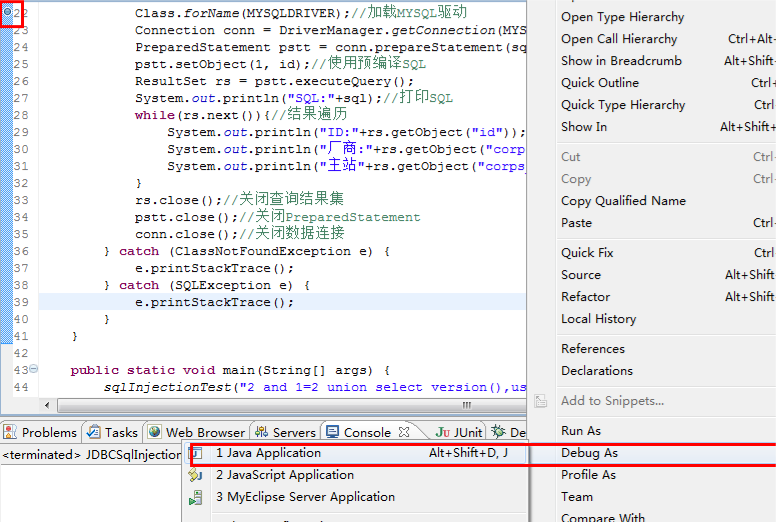 22 Class.forName(MYSQLDRIVER);//加载MYSQL驱动
23 Connection conn = DriverManager.getConnection(MYS
24 PreparedStatement pstt = conn.prepareStatement(sq
25 pstt.setObject(1, id);//使用预编译SQL
26 ResultSet rs = pstt.executeQuery();
27 System.out.println("SQL:"+sql);//打印SQL
28 while(rs.next()){//结果遍历
29 System.out.println("ID:"+rs.getObject("id"));
30 System.out.println("厂商:"+rs.getObject("corp
31 System.out.println("主站"+rs.getObject("corps
32 }
33 rs.close();//关闭查询结果集
34 pstt.close();//关闭PreparedStatement
35 conn.close();//关闭数据连接
36 } catch (ClassNotFoundException e) {
37 e.printStackTrace();
38 } catch (SQLException e) {
39 e.printStackTrace();
40 }
41 }
42
43 public static void main(String[] args) {
44 sqlInjectionTest("2 and 1=2 union select version(),us
Problems Tasks Web Browser Servers Console JUnit De
<terminated> JDBCSqlInjection
1 Java Application Alt+Shift+D, J
2 JavaScript Application
3 MyEclipse Server Application
Open Type Hierarchy
Open Call Hierarchy Ctrl+Alt+
Show in Breadcrumb Alt+Shift+
Quick Outline Ctrl+
Quick Type Hierarchy Ctrl+
Show In Alt+Shift+
Cut Ctrl+
Copy Ctrl+
Copy Qualified Name
Paste Ctrl+
Quick Fix Ctrl+
Source Alt+Shift
Refactor Alt+Shift
Local History
References
Declarations
Add to Snippets...
Run As
Debug As
Profile As
Team
Compare With